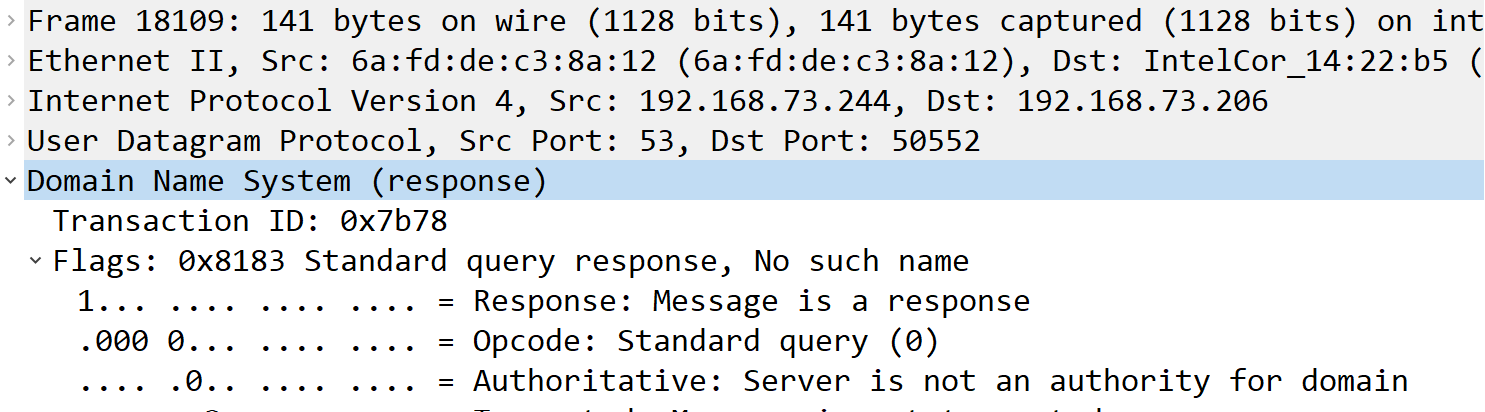 Frame 18109: 141 bytes on wire (1128 bits), 141 bytes captured (1128 bits) on int
Ethernet II, Src: 6a:fd:de:c3:8a:12 (6a:fd:de:c3:8a:12), Dst: IntelCor_14:22:b5 (
Internet Protocol Version 4, Src: 192.168.73.244, Dst: 192.168.73.206
User Datagram Protocol, Src Port: 53, Dst Port: 50552
Domain Name System (response)
Transaction ID: 0x7b78
Flags: 0x8183 Standard query response, No such name
1... .... .... .... = Response: Message is a response
.000 0... .... .... = Opcode: Standard query (0)
.... .0.. .... .... = Authoritative: Server is not an authority for domain